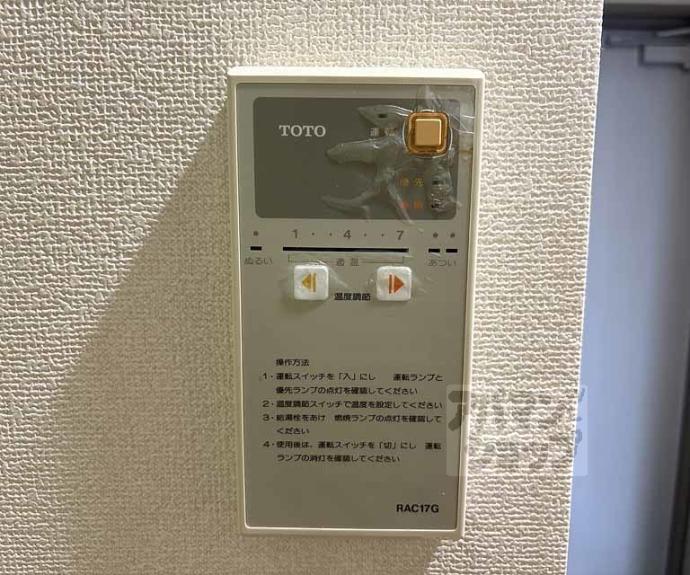 TOTO 運転
優先
燃焼
1・・4・・7
ぬるい 適温 あつい
温度調節
操作方法
1・運転スイッチを「入」にし 運転ランプと
優先ランプの点灯を確認してください
2・温度調節スイッチで温度を設定してください
3・給湯栓をあけ 燃焼ランプの点灯を確認して
ください
4・使用後は、運転スイッチを「切」にし 運転
ランプの消灯を確認してください
RAC17G